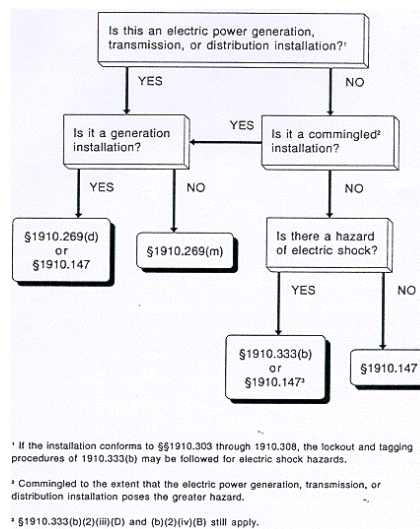 Is this an electric power generation,
transmission, or distribution installation?¹
YES
NO
Is it a generation
installation?
YES
Is it a commingled²
installation?
YES
NO
NO
§1910.269(d)
or
§1910.147
§1910.269(m)
Is there a hazard
of electric shock?
YES
NO
§1910.333(b)
or
§1910.147³
§1910.147
¹ If the installation conforms to §§1910.303 through 1910.308, the lockout and tagging
procedures of 1910.333(b) may be followed for electric shock hazards.
² Commingled to the extent that the electric power generation, transmission, or
distribution installation poses the greater hazard.
³ §1910.333(b)(2)(iii)(D) and (b)(2)(iv)(B) still apply.